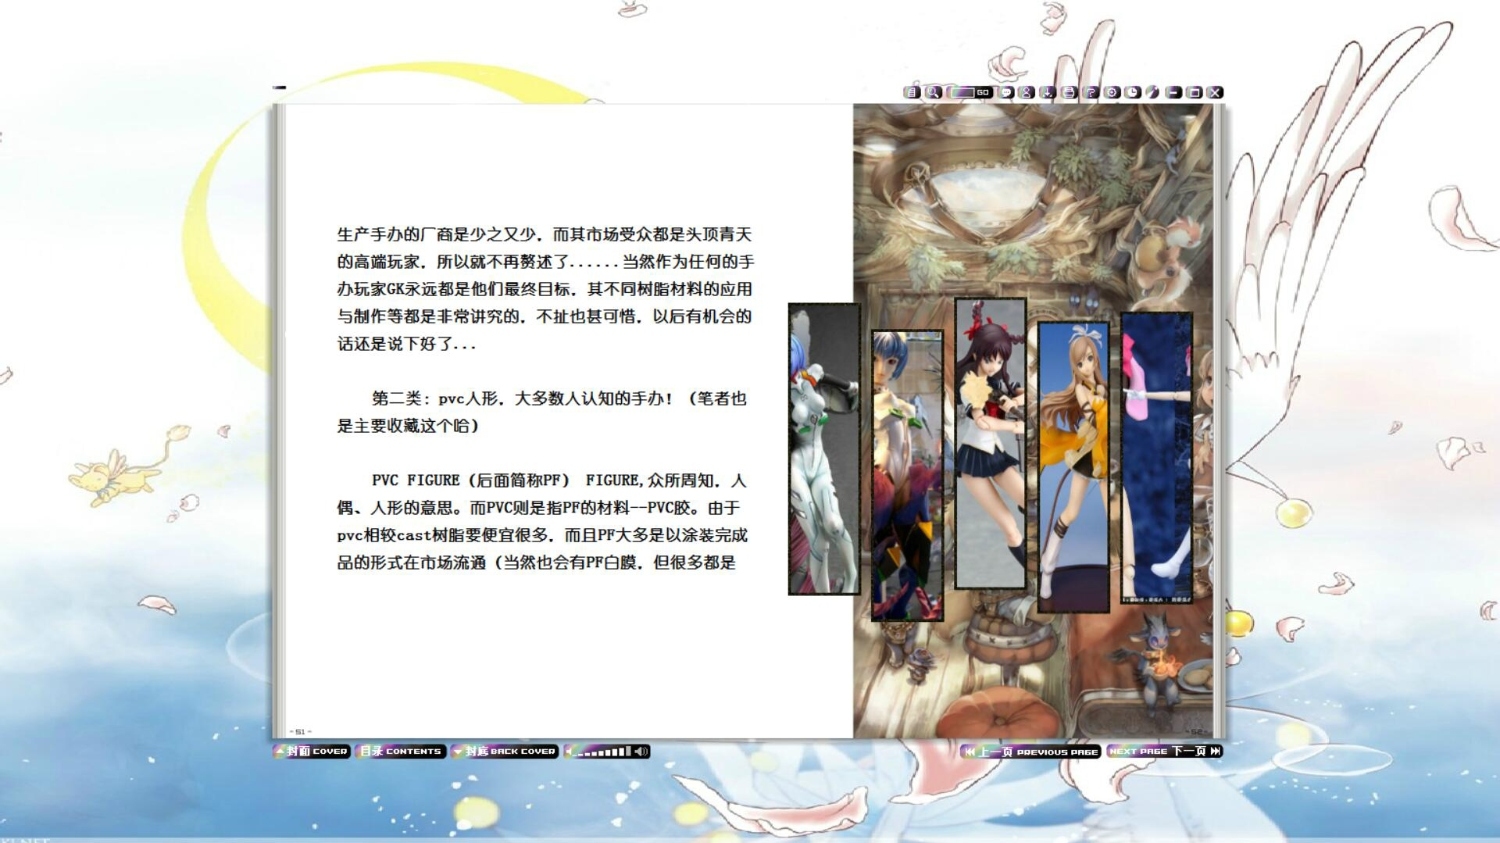 GO
生产手办的厂商是少之又少．而其市场受众都是头顶青天
的高端玩家．所以就不再赘述了......当然作为任何的手
办玩家GK永远都是他们最终目标．其不同树脂材料的应用
与制作等都是非常讲究的．不扯也甚可惜．以后有机会的
话还是说下好了...
第二类：pvc人形．大多数人认知的手办！（笔者也
是主要收藏这个哈）
PVC FIGURE（后面简称PF） FIGURE,众所周知．人
偶、人形的意思。而PVC则是指PF的材料--PVC胶。由于
pvc相较cast树脂要便宜很多．而且PF大多是以涂装完成
品的形式在市场流通（当然也会有PF白膜．但很多都是
-51-
-52-
封面 COVER
目录 CONTENTS
封底 BACK COVER
上一页 PREVIOUS PAGE
NEXT PAGE 下一页